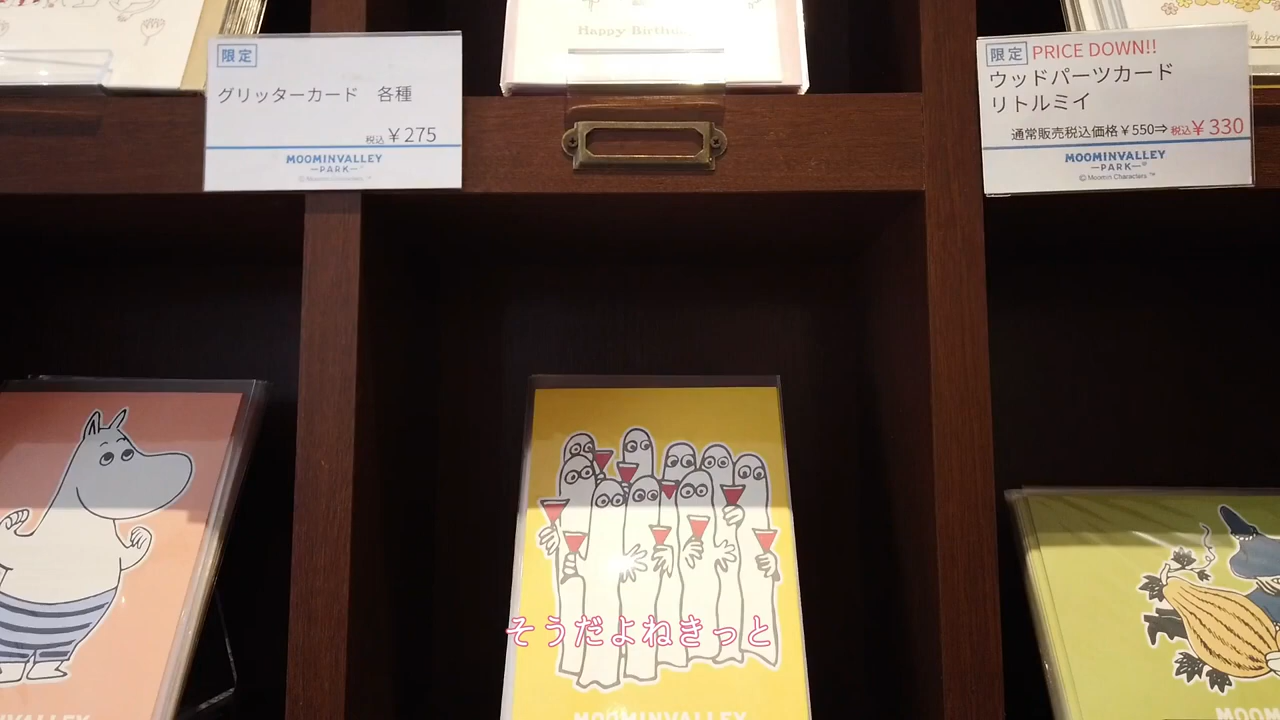 Happy Birthday
限定
グリッターカード 各種
税込￥275
MOOMINVALLEY
PARK
© Moomin Characters ™
限定 PRICE DOWN!!
ウッドパーツカード
リトルミイ
通常販売税込価格￥550⇒ 税込￥330
MOOMINVALLEY
PARK
© Moomin Characters ™
そうだよねきっと
MOOMINVALLEY